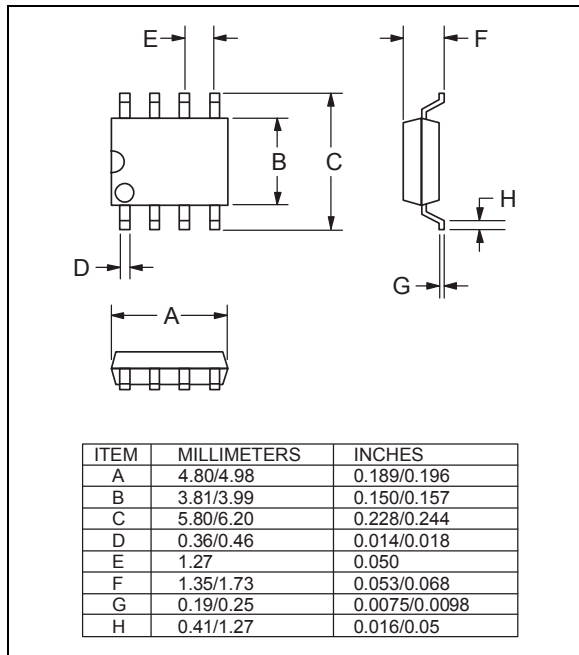 E
F
B
C
H
D
G
A
ITEM MILLIMETERS INCHES
A 4.80/4.98 0.189/0.196
B 3.81/3.99 0.150/0.157
C 5.80/6.20 0.228/0.244
D 0.36/0.46 0.014/0.018
E 1.27 0.050
F 1.35/1.73 0.053/0.068
G 0.19/0.25 0.0075/0.0098
H 0.41/1.27 0.016/0.05